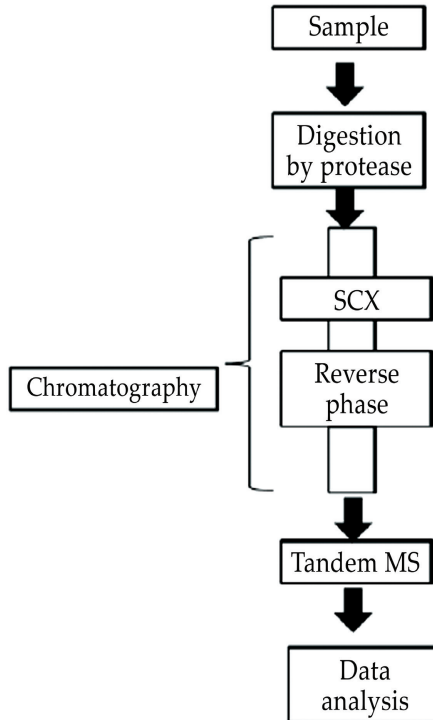 Sample
Digestion
by protease
SCX
Chromatography
Reverse
phase
Tandem MS
Data
analysis